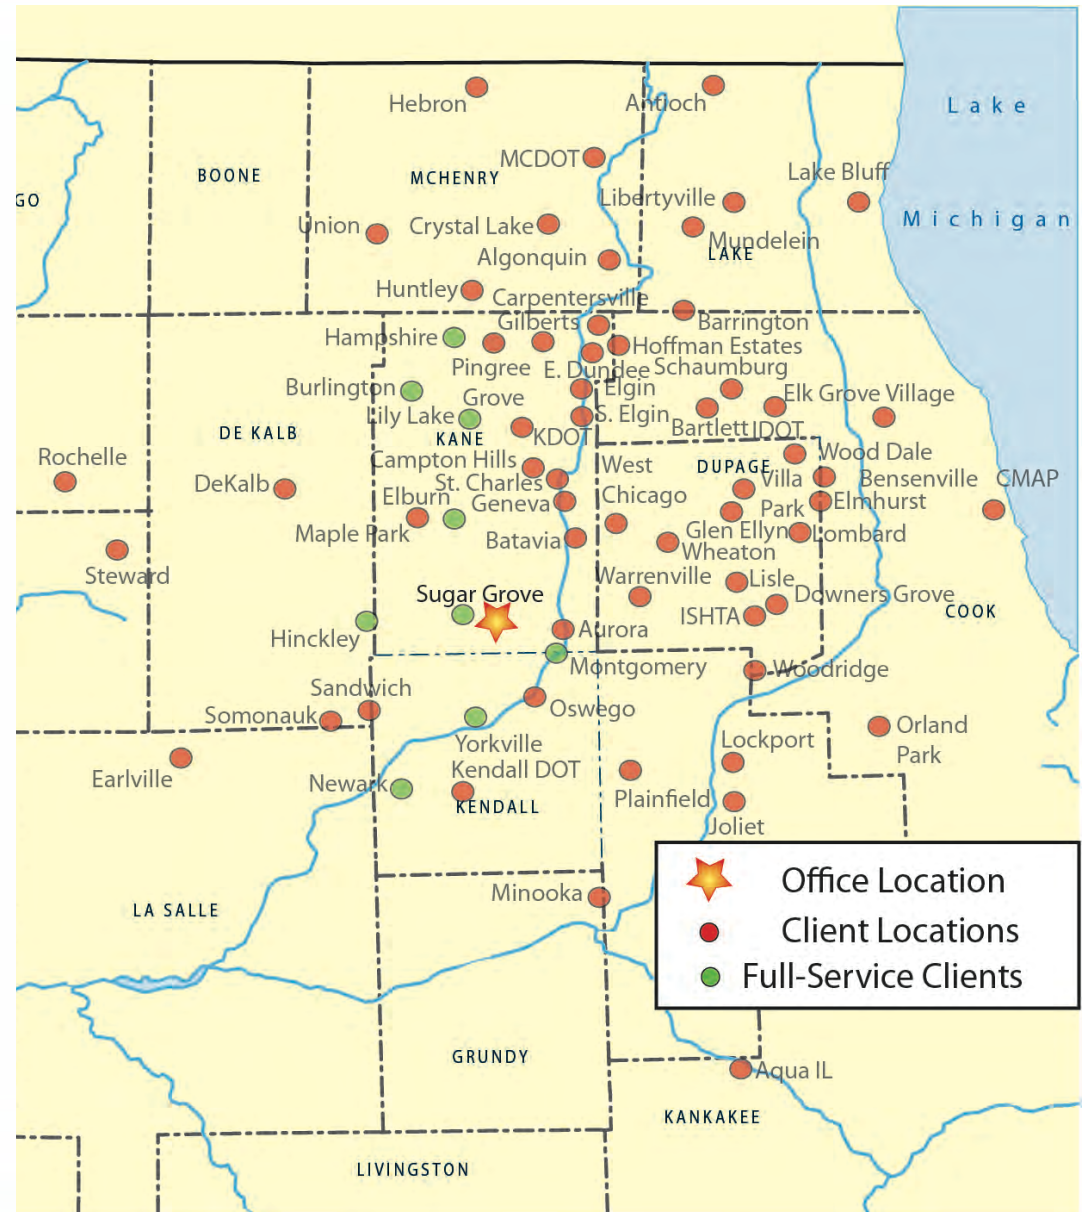 Lake
Michigan
Hebron
Antioch
MCDOT
BOONE
MCHENRY
Lake Bluff
GO
Libertyville
Union
Crystal Lake
Mundelein
LAKE
Algonquin
Huntley
Carpentersville
Hampshire
Gilberts
Barrington
Hoffman Estates
Pingree
Grove
E. Dundee
Schaumburg
Burlington
Elgin
Elk Grove Village
Lily Lake
S. Elgin
Bartlett
IDOT
DE KALB
KANE
KDOT
Rochelle
Campton Hills
West
Chicago
DUPAGE
Wood Dale
DeKalb
St. Charles
Villa
Park
Bensenville
CMAP
Elburn
Geneva
Elmhurst
Maple Park
Batavia
Glen Ellyn
Lombard
Wheaton
Steward
Warrenville
Lisle
Sugar Grove
Downers Grove
ISHTA
COOK
Hinckley
Aurora
Montgomery
Woodridge
Sandwich
Somonauk
Oswego
Orland
Park
Yorkville
Lockport
Earlville
Newark
Kendall DOT
Plainfield
KENDALL
Joliet
Minooka
LA SALLE
Office Location
Client Locations
Full-Service Clients
GRUNDY
Aqua IL
KANKAKEE
LIVINGSTON